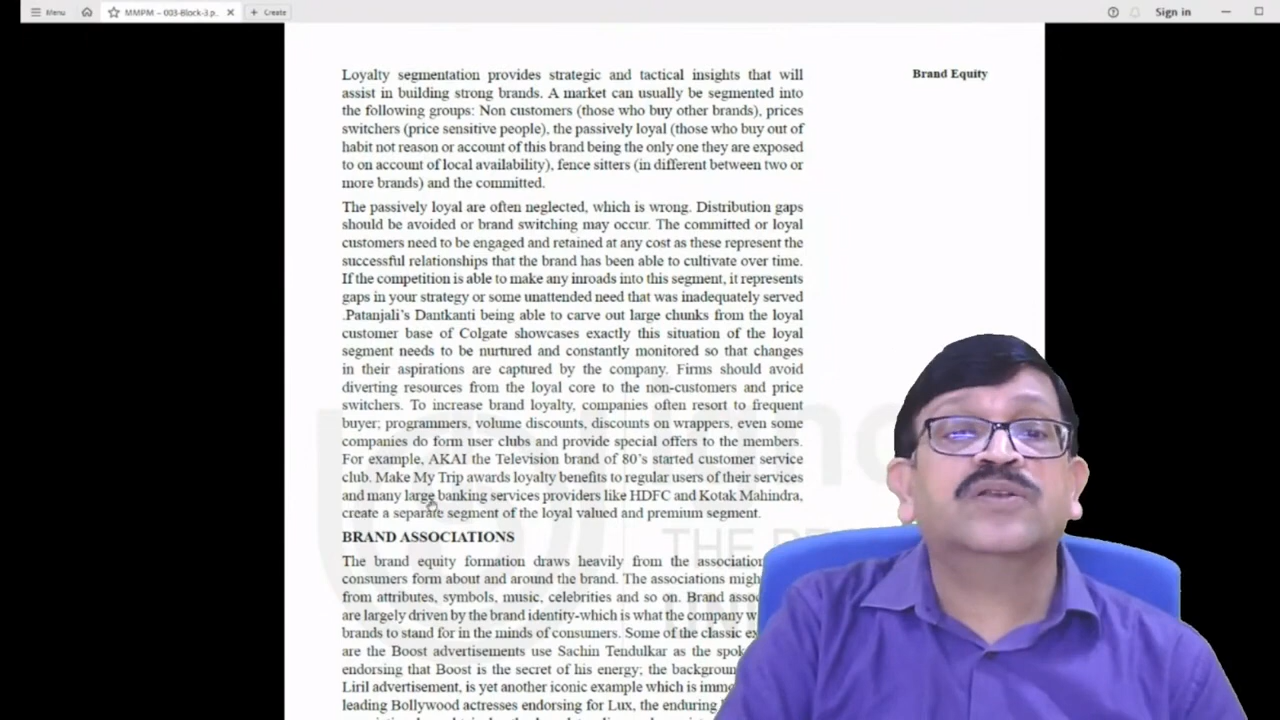 Menu
MMPM – 003-Block-3.p...
Create
Sign in
Brand Equity
Loyalty segmentation provides strategic and tactical insights that will
assist in building strong brands. A market can usually be segmented into
the following groups: Non customers (those who buy other brands), prices
switchers (price sensitive people), the passively loyal (those who buy out of
habit not reason or account of this brand being the only one they are exposed
to on account of local availability), fence sitters (in different between two or
more brands) and the committed.
The passively loyal are often neglected, which is wrong. Distribution gaps
should be avoided or brand switching may occur. The committed or loyal
customers need to be engaged and retained at any cost as these represent the
successful relationships that the brand has been able to cultivate over time.
If the competition is able to make any inroads into this segment, it represents
gaps in your strategy or some unattended need that was inadequately served
.Patanjali's Dantkanti being able to carve out large chunks from the loyal
customer base of Colgate showcases exactly this situation of the loyal
segment needs to be nurtured and constantly monitored so that changes
in their aspirations are captured by the company. Firms should avoid
diverting resources from the loyal core to the non-customers and price
switchers. To increase brand loyalty, companies often resort to frequent
buyer; programmers, volume discounts, discounts on wrappers, even some
companies do form user clubs and provide special offers to the members.
For example, AKAI the Television brand of 80's started customer service
club. Make My Trip awards loyalty benefits to regular users of their services
and many large banking services providers like HDFC and Kotak Mahindra,
create a separate segment of the loyal valued and premium segment.
BRAND ASSOCIATIONS
The brand equity formation draws heavily from the association
consumers form about and around the brand. The associations migh
from attributes, symbols, music, celebrities and so on. Brand asso
are largely driven by the brand identity-which is what the company w
brands to stand for in the minds of consumers. Some of the classic ex
are the Boost advertisements use Sachin Tendulkar as the spok
endorsing that Boost is the secret of his energy; the backgroun
Liril advertisement, is yet another iconic example which is imm
leading Bollywood actresses endorsing for Lux, the enduring
THE PE